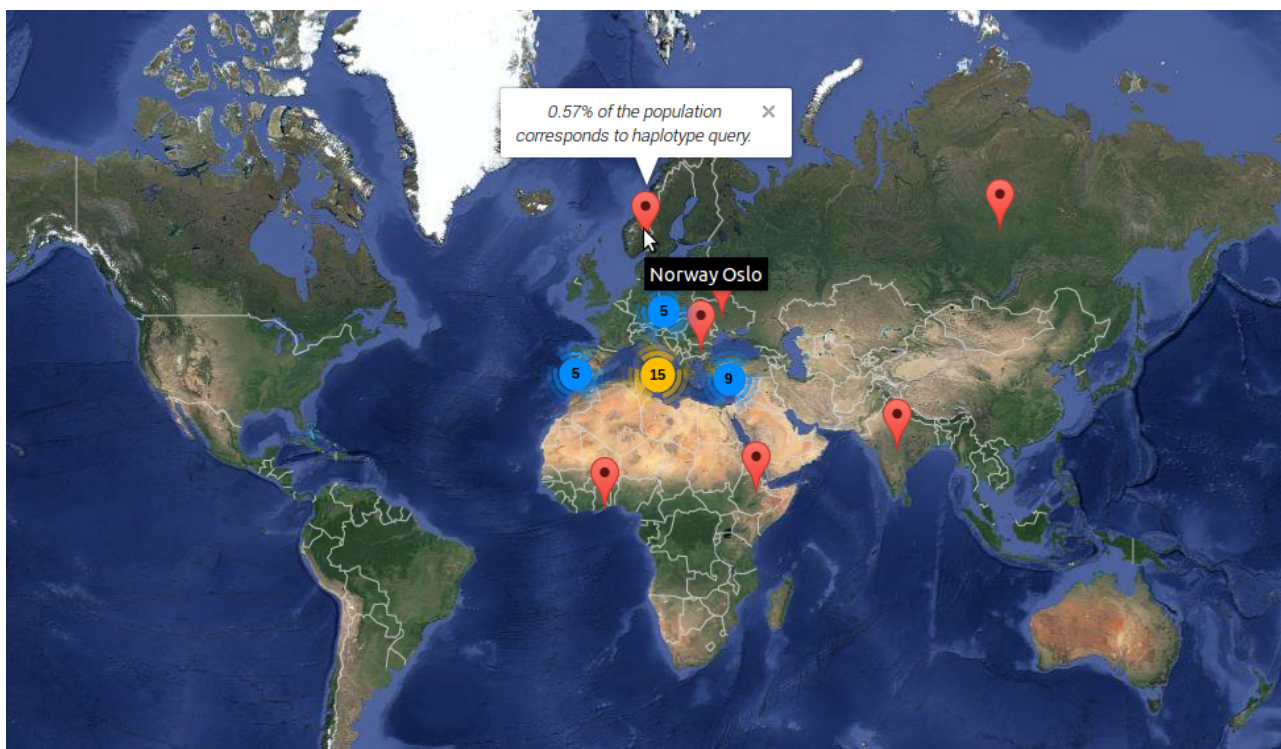 0.57% of the population
corresponds to haplotype query.
×
Norway Oslo
5
5
15
9